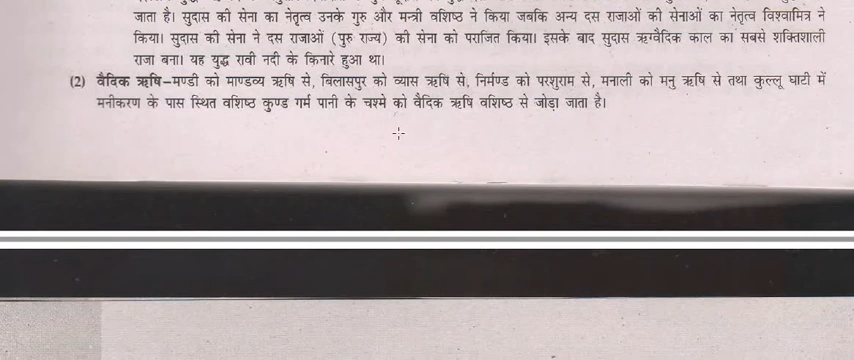 जाता है। सुदास की सेना का नेतृत्व उनके गुरु और मन्त्री वशिष्ठ ने किया जबकि अन्य दस राजाओं की सेनाओं का नेतृत्व विश्वामित्र ने
किया। सुदास की सेना ने दस राजाओं (पुरु राज्य) की सेना को पराजित किया। इसके बाद सुदास ऋग्वैदिक काल का सबसे शक्तिशाली
राजा बना। यह युद्ध रावी नदी के किनारे हुआ था।
(2) वैदिक ऋषि–मण्डी को माण्डव्य ऋषि से, बिलासपुर को व्यास ऋषि से, निर्मण्ड को परशुराम से, मनाली को मनु ऋषि से तथा कुल्लू घाटी में
मनीकरण के पास स्थित वशिष्ठ कुण्ड गर्म पानी के चश्मे को वैदिक ऋषि वशिष्ठ से जोड़ा जाता है।